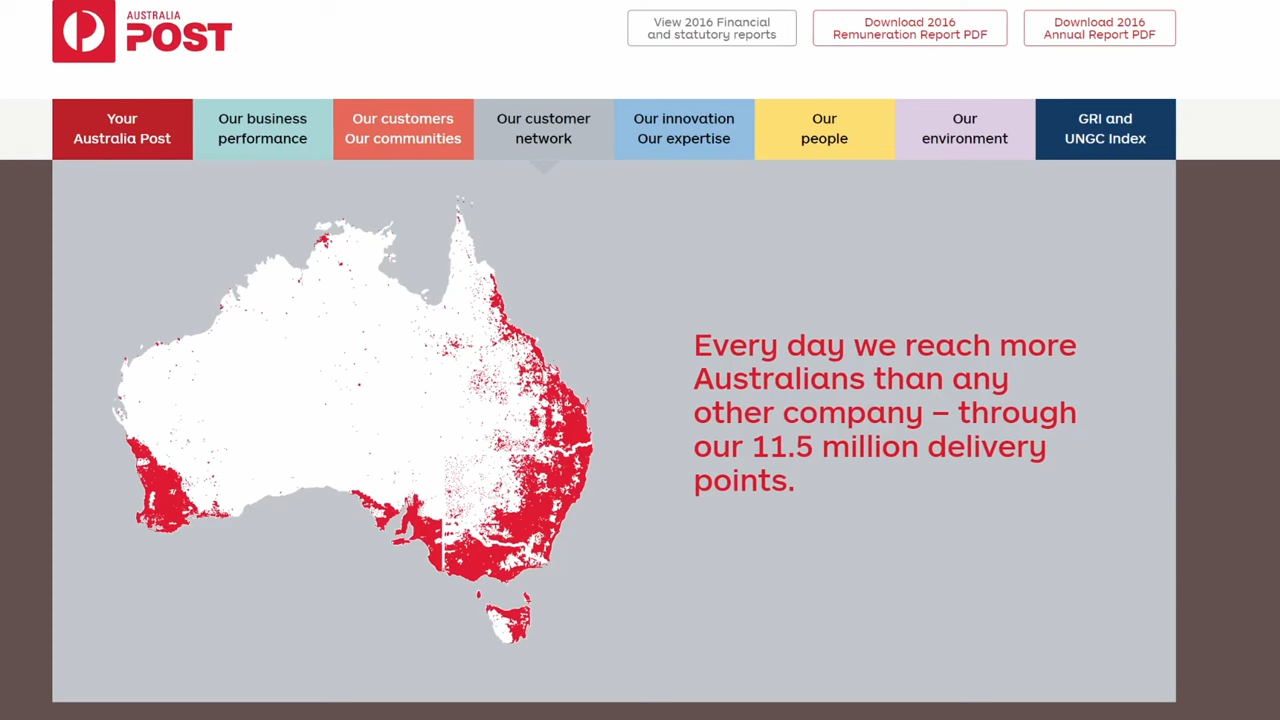 AUSTRALIA
POST
View 2016 Financial
and statutory reports
Download 2016
Remuneration Report PDF
Download 2016
Annual Report PDF
Your
Australia Post
Our business
performance
Our customers
Our communities
Our customer
network
Our innovation
Our expertise
Our
people
Our
environment
GRI and
UNGC Index
Every day we reach more
Australians than any
other company – through
our 11.5 million delivery
points.